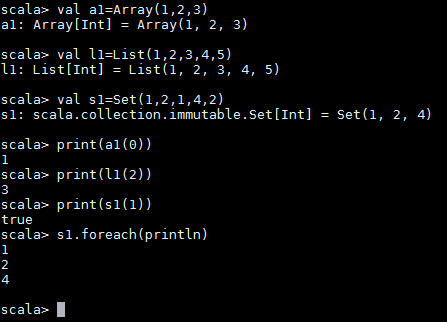 scala> val a1=Array(1,2,3)
a1: Array[Int] = Array(1, 2, 3)
scala> val l1=List(1,2,3,4,5)
l1: List[Int] = List(1, 2, 3, 4, 5)
scala> val s1=Set(1,2,1,4,2)
s1: scala.collection.immutable.Set[Int] = Set(1, 2, 4)
scala> print(a1(0))
1
scala> print(l1(2))
3
scala> print(s1(1))
true
scala> s1.foreach(println)
1
2
4
scala>